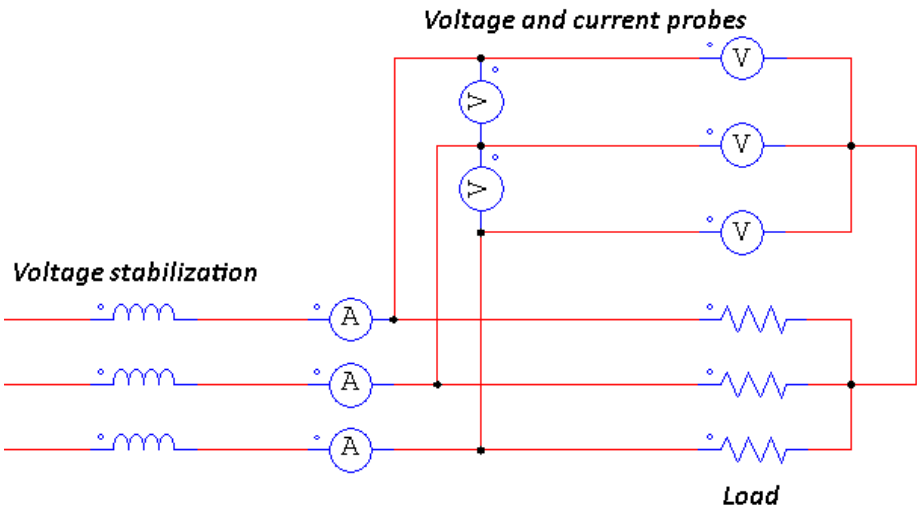 Voltage and current probes
V
V
V
V
V
Voltage stabilization
A
A
A
Load